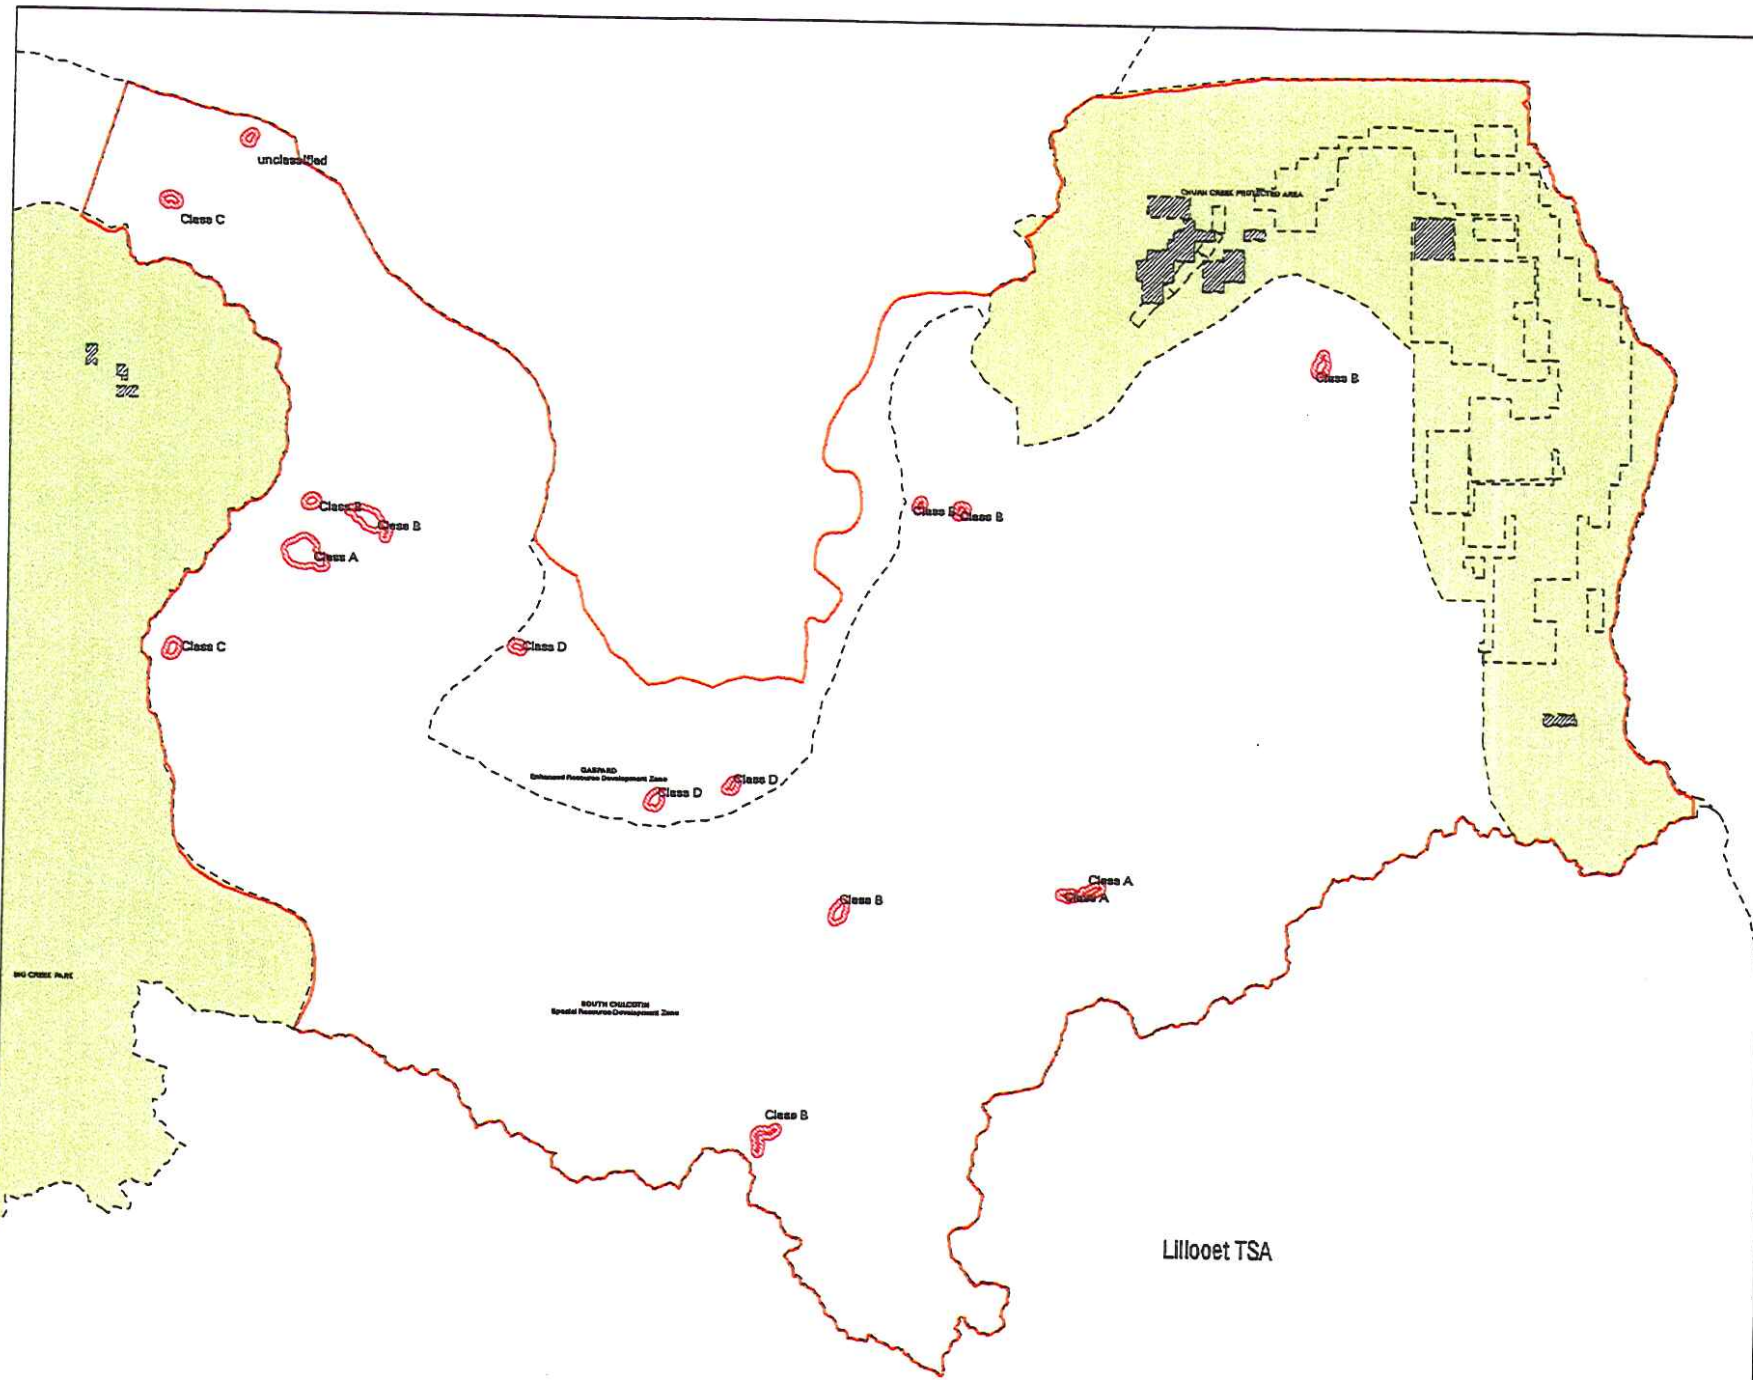 unclassified
CHURN CREEK PROTECTED AREA
Class C
Class B
Class B
Class B
Class B
Class B
Class A
Class C
Class D
GASPARD
Enhanced Resource Development Zone
Class D
Class D
Class A
Class A
Class B
BIG CREEK PARK
SOUTH CHILCOTIN
Special Resource Development Zone
Class B
Lillooet TSA